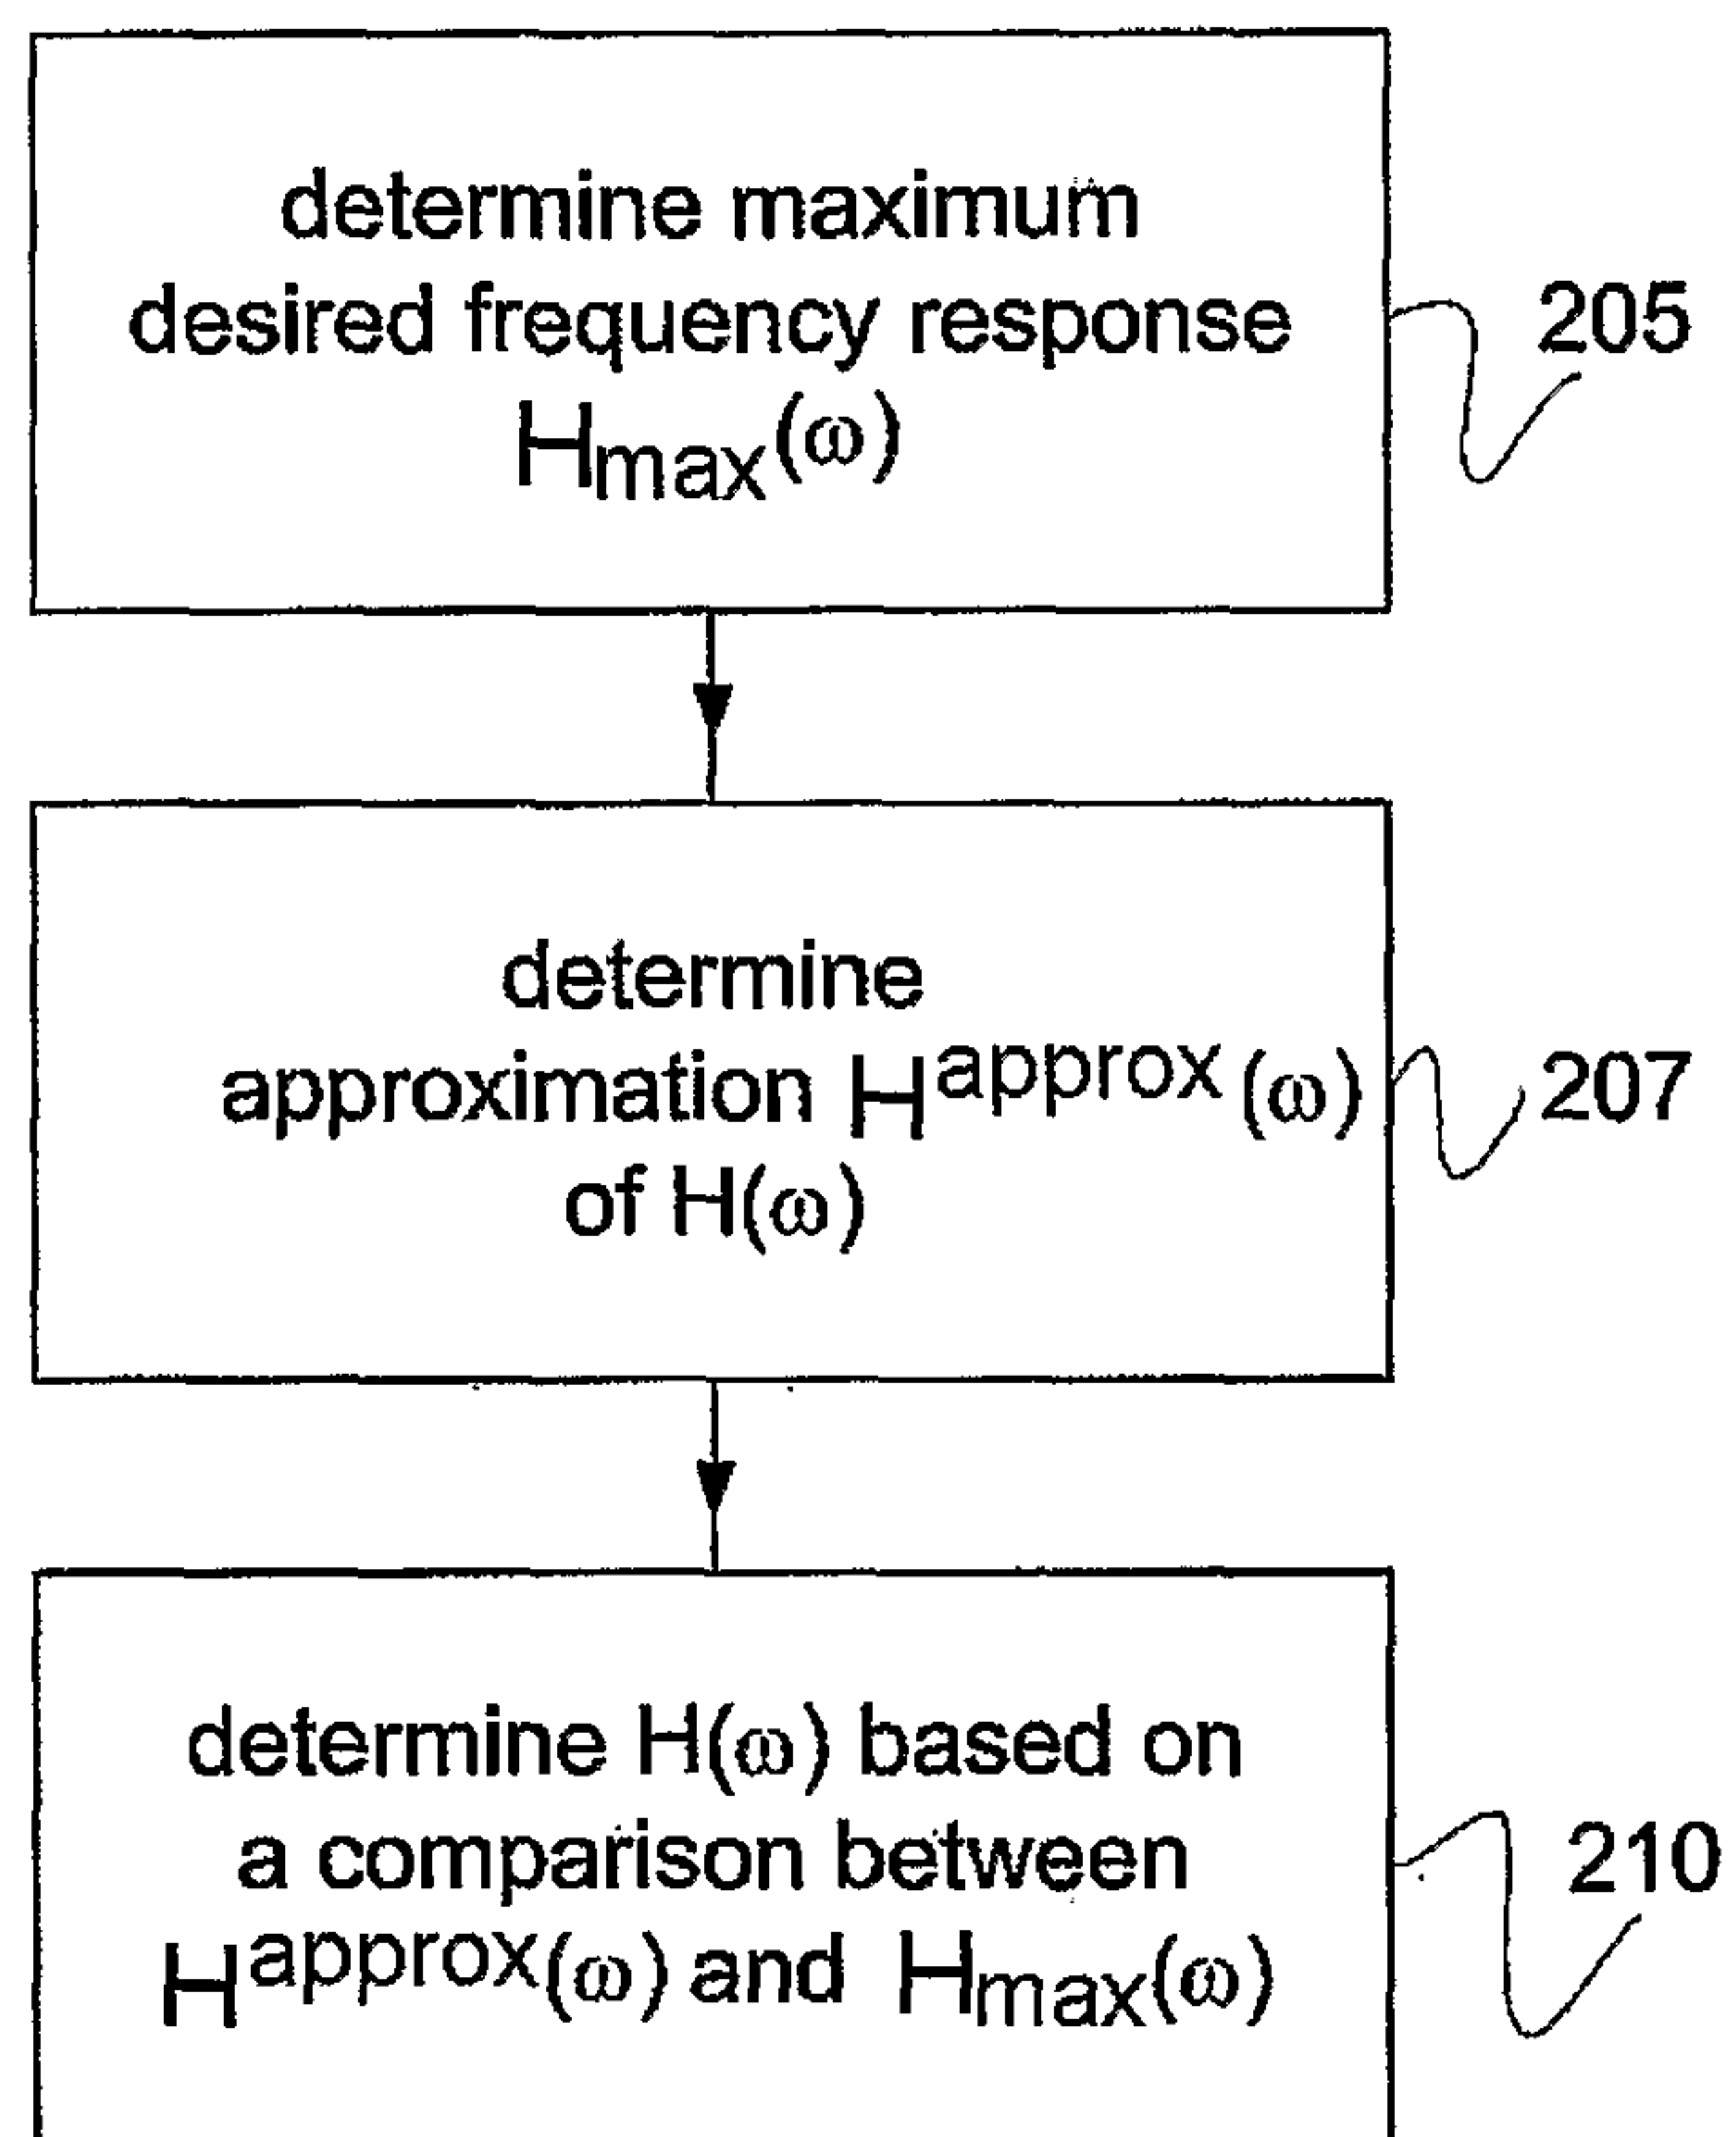 determine maximum
desired frequency response
Hmax(ω)
205
determine
approximation Happrox(ω)
of H(ω)
207
determine H(ω) based on
a comparison between
Happrox(ω) and Hmax(ω)
210